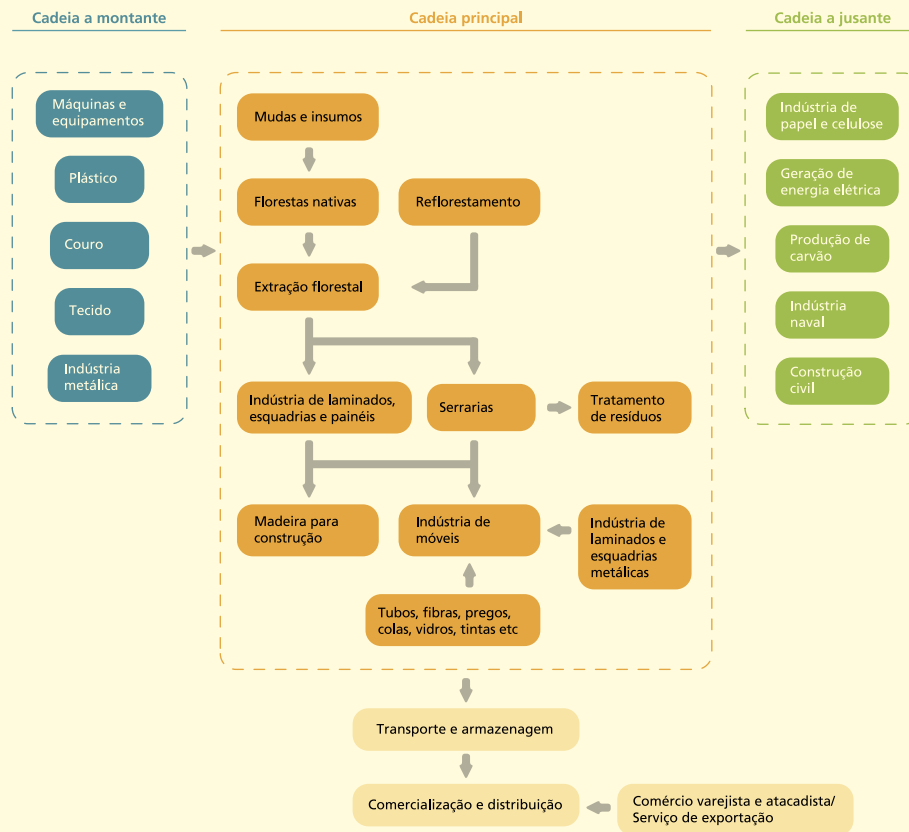 Cadeia a montante
Cadeia principal
Cadeia a jusante
Máquinas e
equipamentos
Plástico
Couro
Tecido
Indústria
metálica
Mudas e insumos
Florestas nativas
Reflorestamento
Extração florestal
Indústria de laminados,
esquadrias e painéis
Serrarias
Tratamento
de resíduos
Madeira para
construção
Indústria de
móveis
Indústria de
laminados e
esquadrias
metálicas
Tubos, fibras, pregos,
colas, vidros, tintas etc
Indústria de
papel e celulose
Geração de
energia elétrica
Produção de
carvão
Indústria
naval
Construção
civil
Transporte e armazenagem
Comercialização e distribuição
Comércio varejista e atacadista/
Serviço de exportação